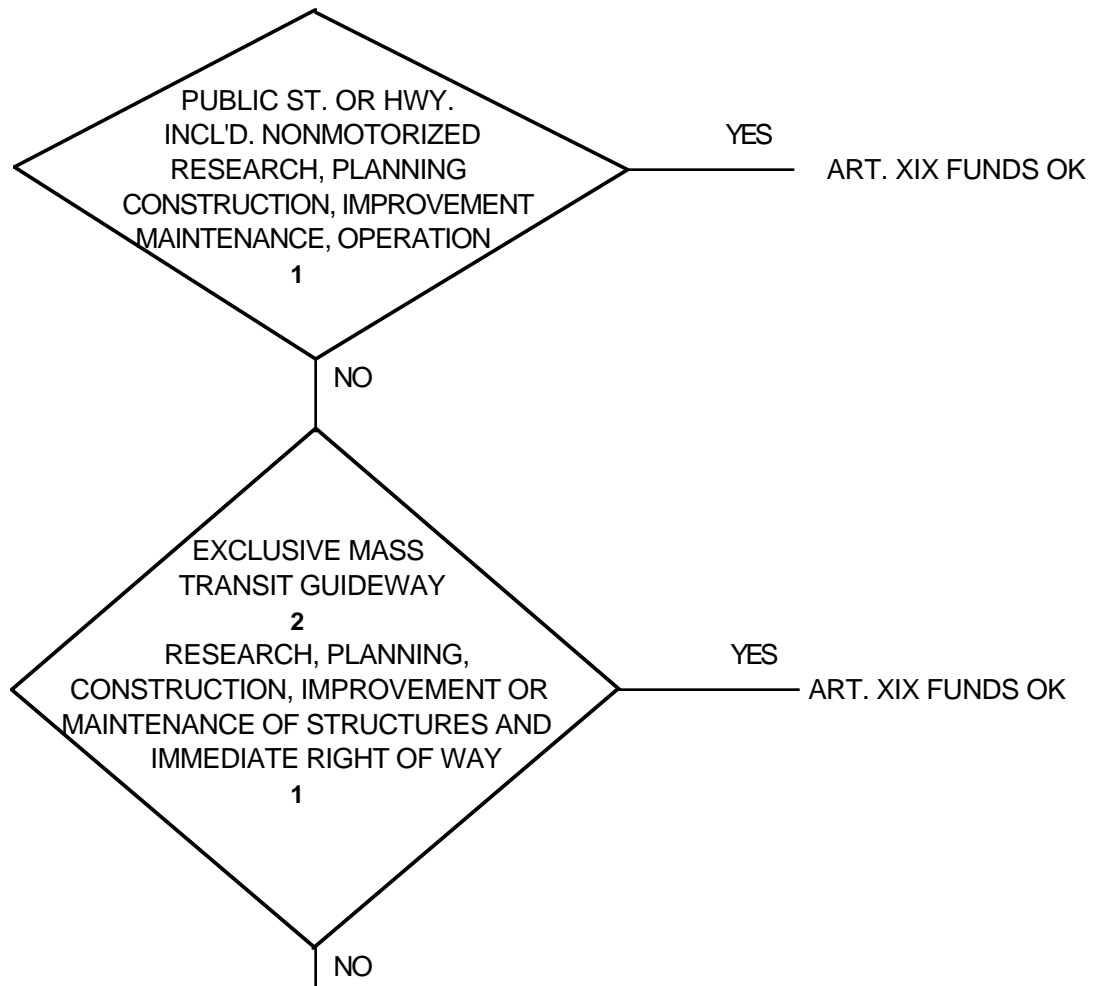 PUBLIC ST. OR HWY.
INCL'D. NONMOTORIZED
RESEARCH, PLANNING
CONSTRUCTION, IMPROVEMENT
MAINTENANCE, OPERATION
1
YES
ART. XIX FUNDS OK
NO
EXCLUSIVE MASS
TRANSIT GUIDEWAY
2
RESEARCH, PLANNING,
CONSTRUCTION, IMPROVEMENT OR
MAINTENANCE OF STRUCTURES AND
IMMEDIATE RIGHT OF WAY
1
YES
ART. XIX FUNDS OK
NO